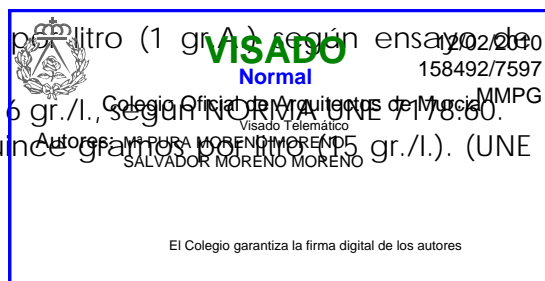 por litro (1 gr.A.) según ensayo de
VISADO
12/02/2010
158492/7597
Normal
MMPG
6 gr./l., según NORMA UNE 7178:60.
Colegio Oficial de Arquitectos de Murcia
Visado Telemático
uince gramos por litro (15 gr./l.). (UNE
Autores: Mª PURA MORENO MORENO
SALVADOR MORENO MORENO
El Colegio garantiza la firma digital de los autores